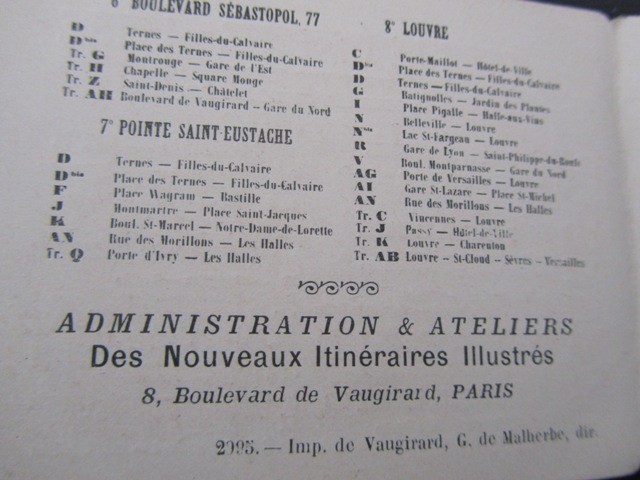 6° BOULEVARD SÉBASTOPOL, 77
D Ternes — Filles-du-Calvaire
Dbis Place des Ternes — Filles-du-Calvaire
Tr. G Montrouge — Gare de l'Est
Tr. H Chapelle — Square Monge
Tr. Z Saint-Denis — Châtelet
Tr. AR Boulevard de Vaugirard — Gare du Nord
7° POINTE SAINT-EUSTACHE
D Ternes — Filles-du-Calvaire
Dbis Place des Ternes — Filles-du-Calvaire
F Place Wagram — Bastille
J Montmartre — Place Saint-Jacques
K Boul. St-Marcel — Notre-Dame-de-Lorette
AN Rue des Morillons — Les Halles
Tr. Q Porte d'Ivry — Les Halles
8° LOUVRE
C Porte-Maillot — Hôtel-de-Ville
Dbis Place des Ternes — Filles-du-Calvaire
D Ternes — Filles-du-Calvaire
G Batignolles — Jardin des Plantes
I Place Pigalle — Halle-aux-Vins
N Belleville — Louvre
Nbis Lac St-Fargeau — Louvre
R Gare de Lyon — Saint-Philippe-du-Roule
V Boul. Montparnasse — Gare du Nord
AG Porte de Versailles — Louvre
AI Gare St-Lazare — Place St-Michel
AN Rue des Morillons — Les Halles
Tr. C Vincennes — Louvre
Tr. J Passy — Hôtel-de-Ville
Tr. K Louvre — Charenton
Tr. AB Louvre — St-Cloud — Sèvres — Versailles
ADMINISTRATION & ATELIERS
Des Nouveaux Itinéraires Illustrés
8, Boulevard de Vaugirard, PARIS
2995. — Imp. de Vaugirard, G. de Malherbe, dir.